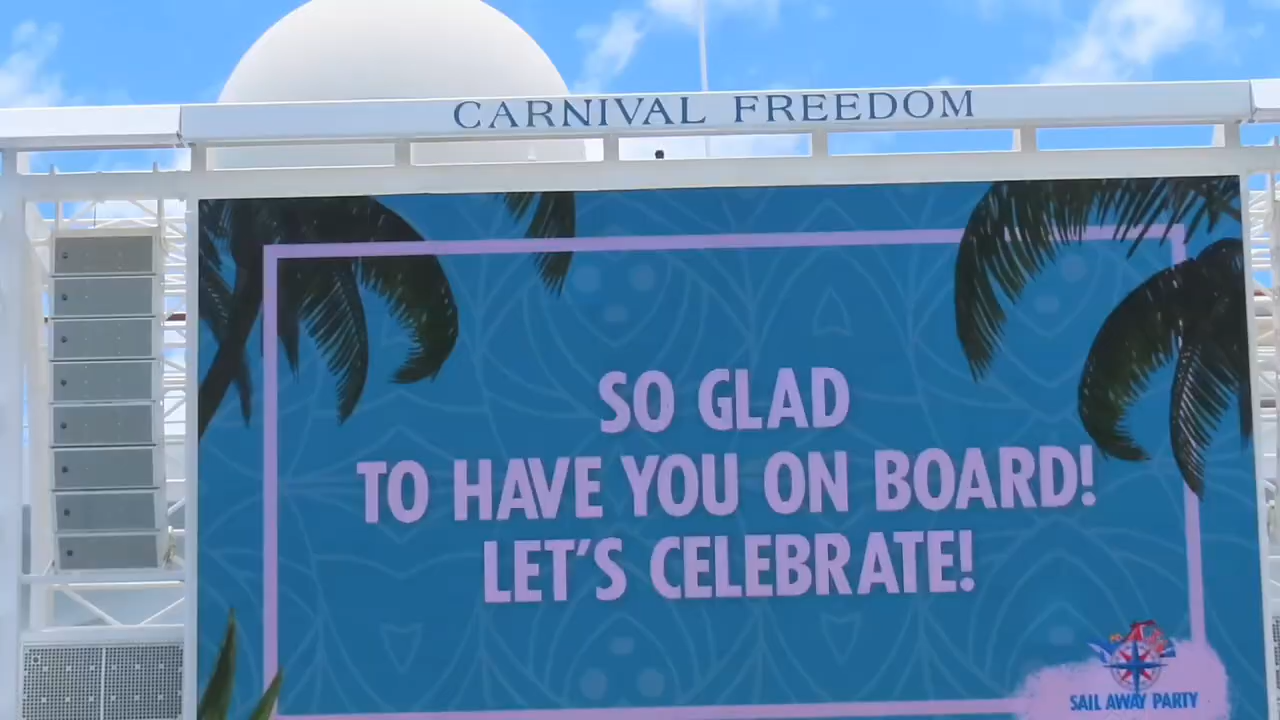 CARNIVAL FREEDOM
SO GLAD
TO HAVE YOU ON BOARD!
LET'S CELEBRATE!
SAIL AWAY PARTY